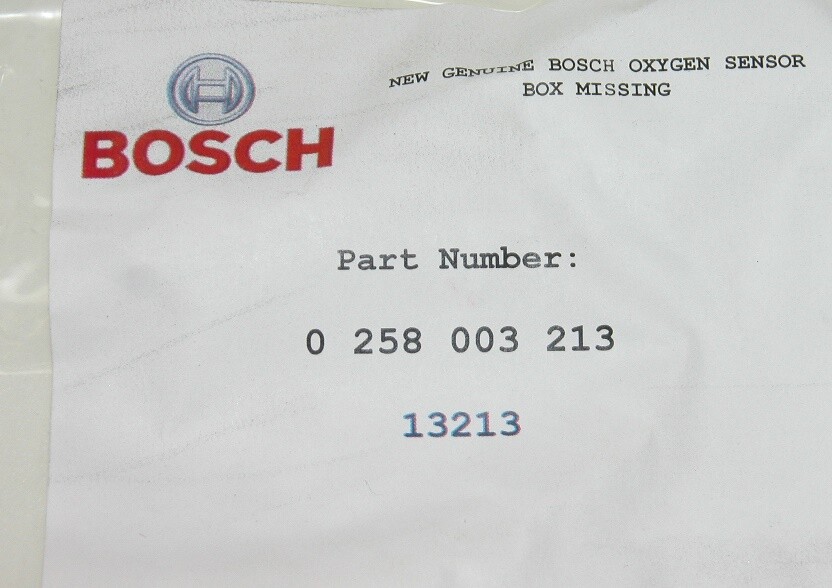 NEW GENUINE BOSCH OXYGEN SENSOR
BOX MISSING
BOSCH
Part Number:
0 258 003 213
13213